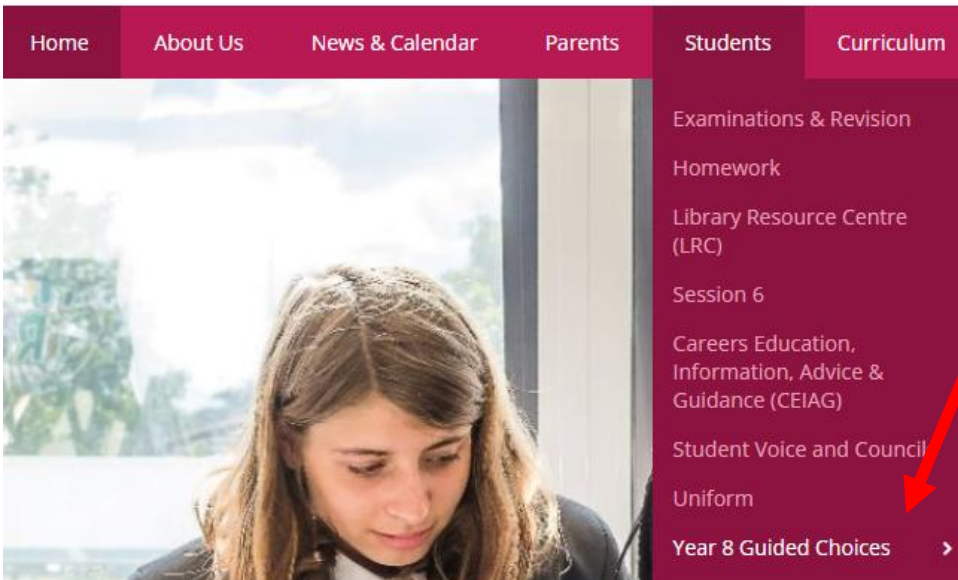 Home About Us News & Calendar Parents Students Curriculum
Examinations & Revision
Homework
Library Resource Centre
(LRC)
Session 6
Careers Education,
Information, Advice &
Guidance (CEIAG)
Student Voice and Council
Uniform
Year 8 Guided Choices